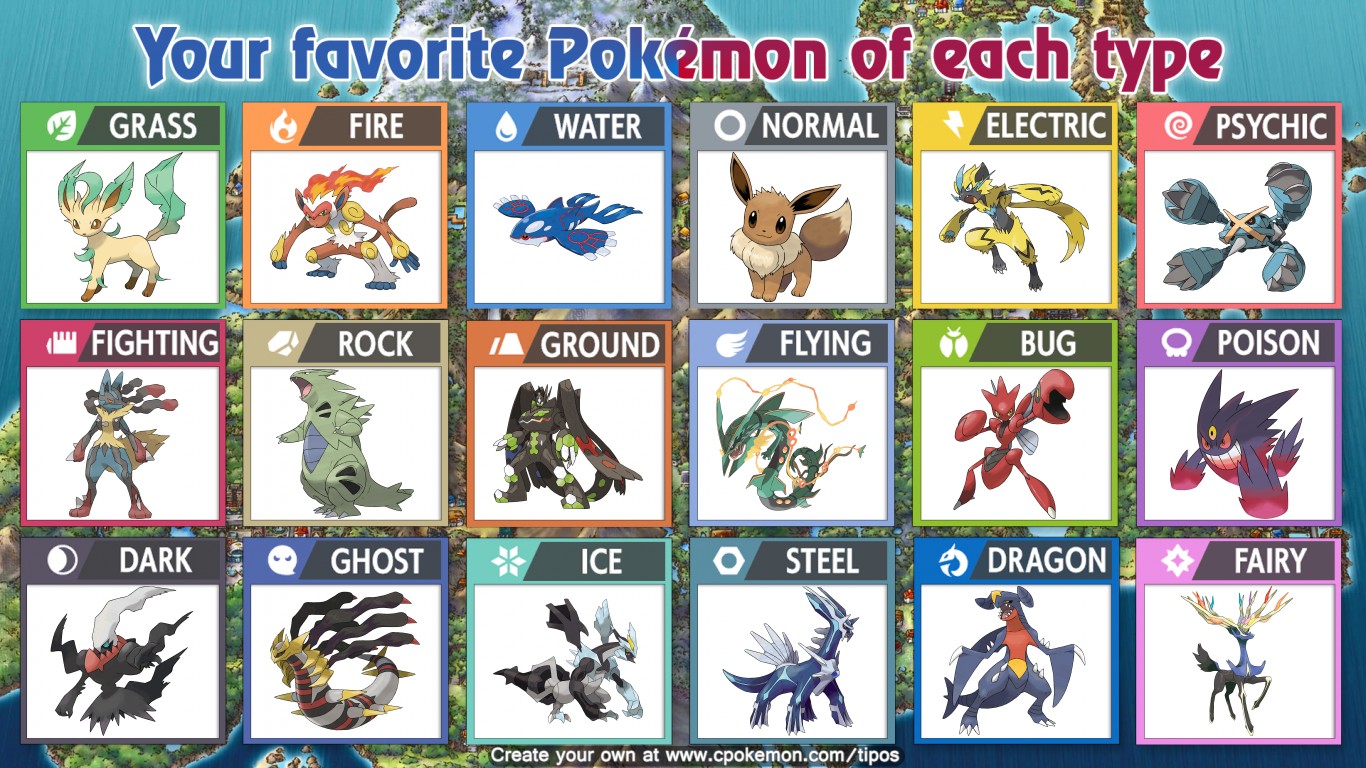 Your favorite Pokémon of each type
GRASS
FIRE
WATER
NORMAL
ELECTRIC
PSYCHIC
FIGHTING
ROCK
GROUND
FLYING
BUG
POISON
DARK
GHOST
ICE
STEEL
DRAGON
FAIRY
Create your own at www.cpokemon.com/tipos